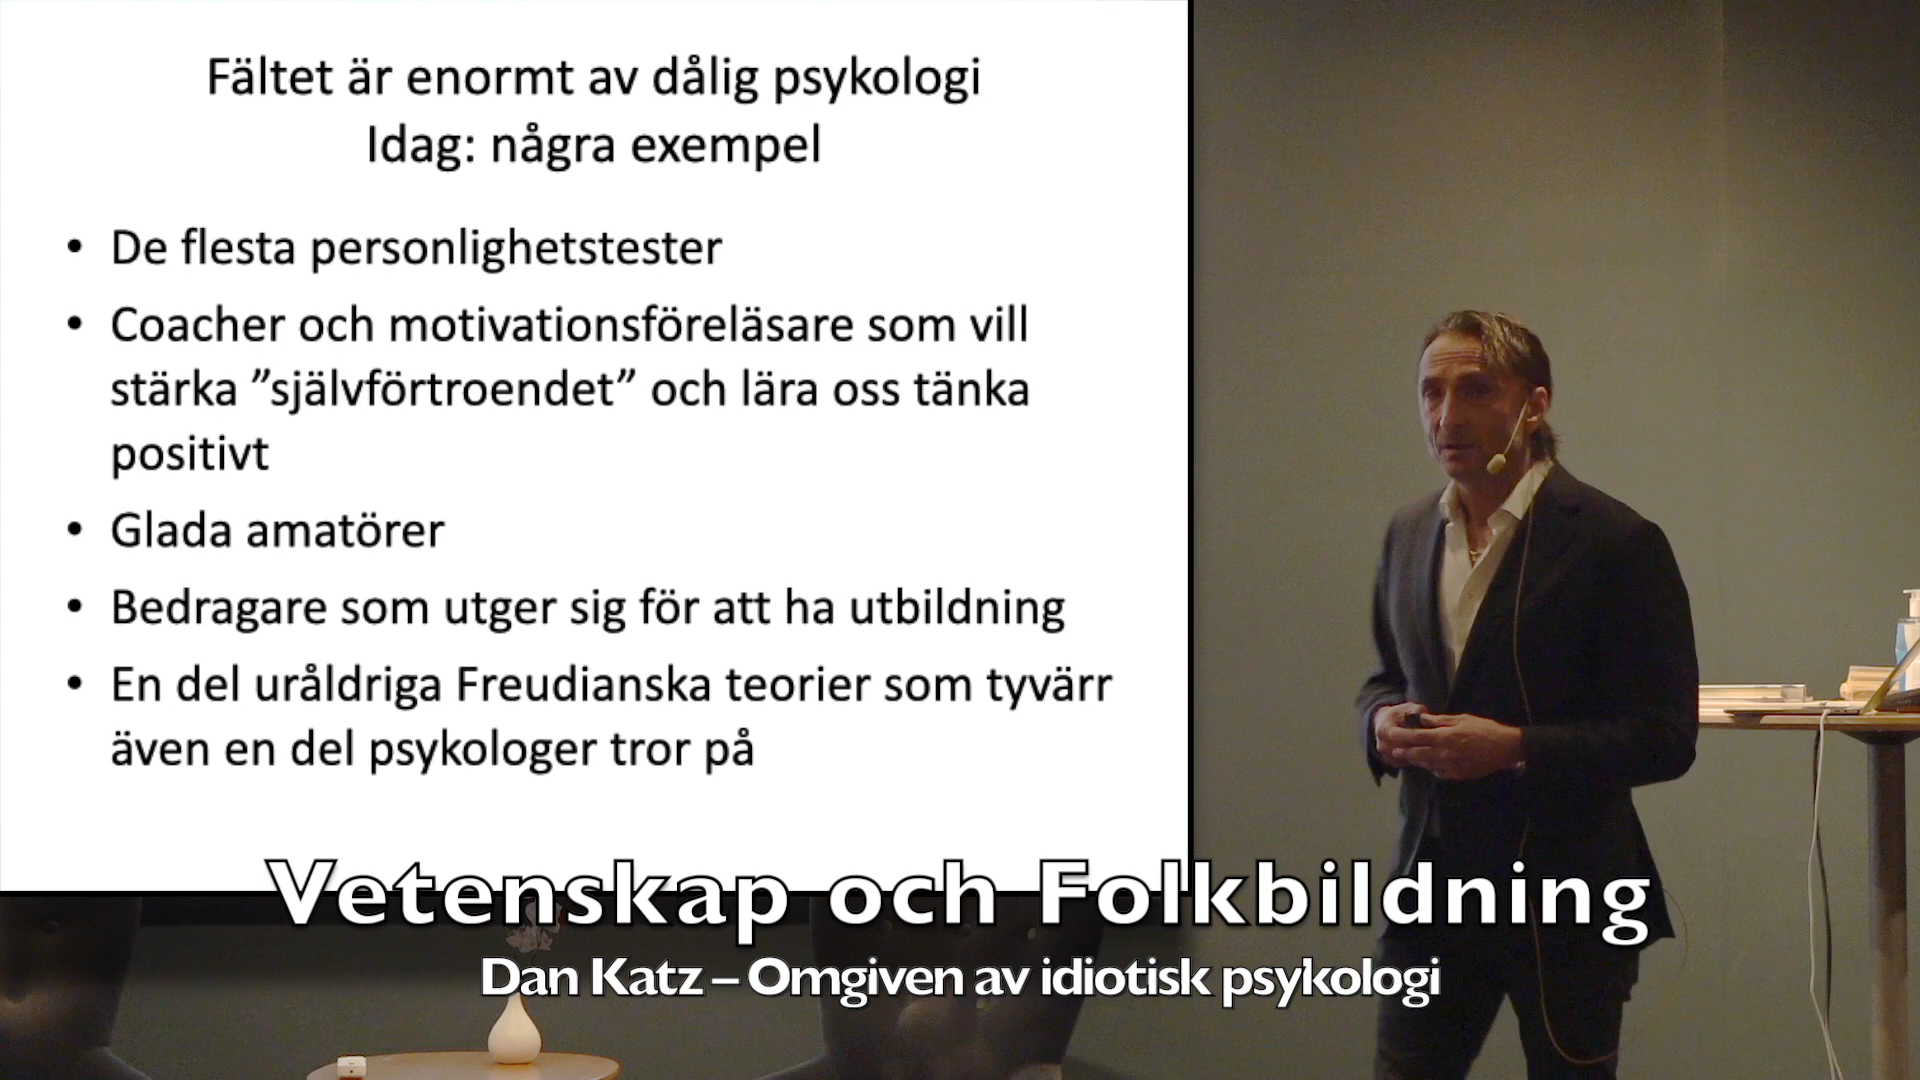 Fältet är enormt av dålig psykologi
Idag: några exempel
• De flesta personlighetstester
• Coacher och motivationsföreläsare som vill
stärka ”självförtroendet” och lära oss tänka
positivt
• Glada amatörer
• Bedragare som utger sig för att ha utbildning
• En del uråldriga Freudianska teorier som tyvärr
även en del psykologer tror på
Vetenskap och Folkbildning
Dan Katz – Omgiven av idiotisk psykologi